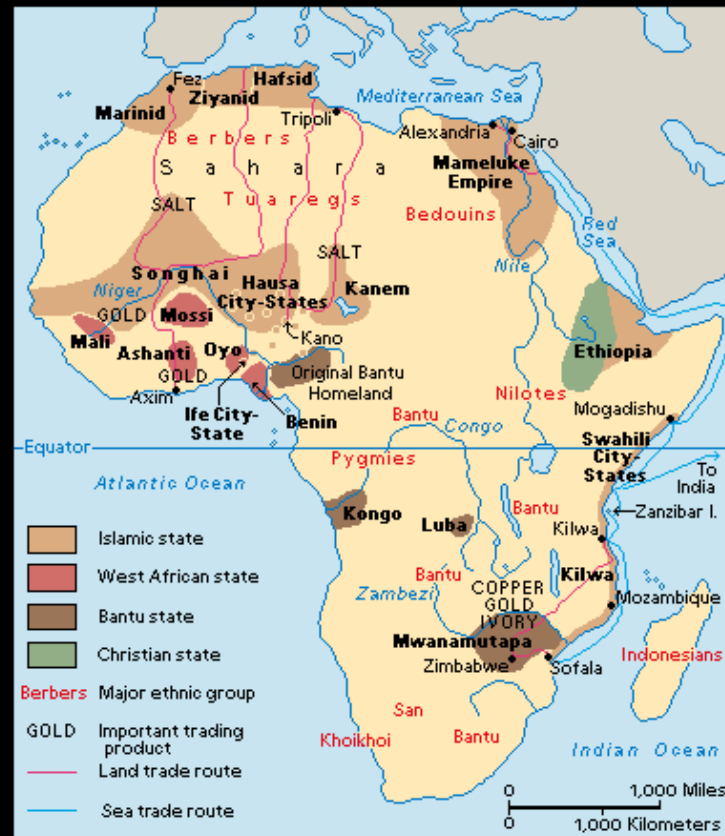 Fez
Hafsid
Ziyanid
Marinid
Mediterranean Sea
Tripoli
Berbers
Alexandria
Cairo
Sahara
Mameluke
Empire
Tuaregs
SALT
Bedouins
Red
Sea
SALT
Nile
Songhai
Hausa
City-States
Kanem
Niger
GOLD
Mossi
Mali
Kano
Ashanti
Oyo
Original Bantu
Homeland
Ethiopia
GOLD
Axim
Nilotes
Ife City-
State
Benin
Bantu
Congo
Mogadishu
Equator
Swahili
City-
States
Pygmies
To
India
Atlantic Ocean
Kongo
Luba
Bantu
Zanzibar I.
Kilwa
Bantu
Kilwa
Zambezi
COPPER
GOLD
IVORY
Mozambique
Mwanamutapa
Zimbabwe
Sofala
Indonesians
San
Khoikhoi
Bantu
Indian Ocean
Islamic state
West African state
Bantu state
Christian state
Berbers Major ethnic group
GOLD Important trading
product
Land trade route
Sea trade route
0 1,000 Miles
0 1,000 Kilometers